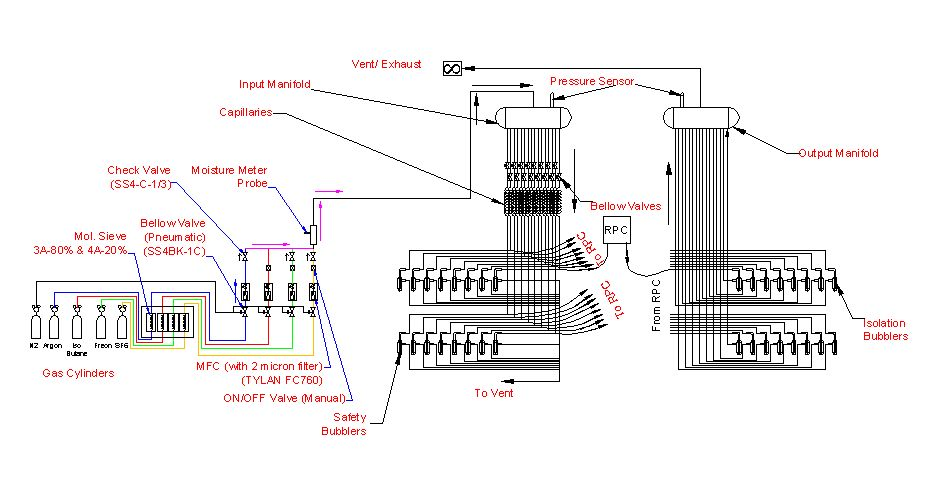 Vent/ Exhaust
Input Manifold
Pressure Sensor
Capillaries
Output Manifold
Check Valve
(SS4-C-1/3)
Moisture Meter
Probe
Bellow Valves
Bellow Valve
(Pneumatic)
(SS4BK-1C)
RPC
Mol. Sieve
3A-80% & 4A-20%
To RPC
To RPC
From RPC
Isolation
Bubblers
N2
Argon
Iso
Butane
Freon
SF6
Gas Cylinders
MFC (with 2 micron filter)
(TYLAN FC760)
ON/OFF Valve (Manual)
To Vent
Safety
Bubblers